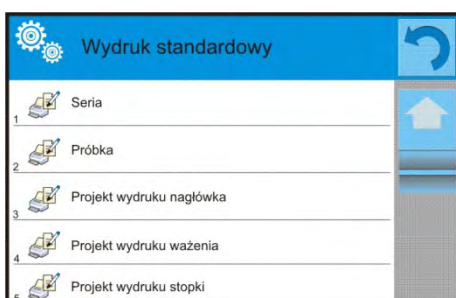 Wydruk standardowy
1 Seria
2 Próbka
3 Projekt wydruku nagłówka
4 Projekt wydruku ważenia
5 Projekt wydruku stopki